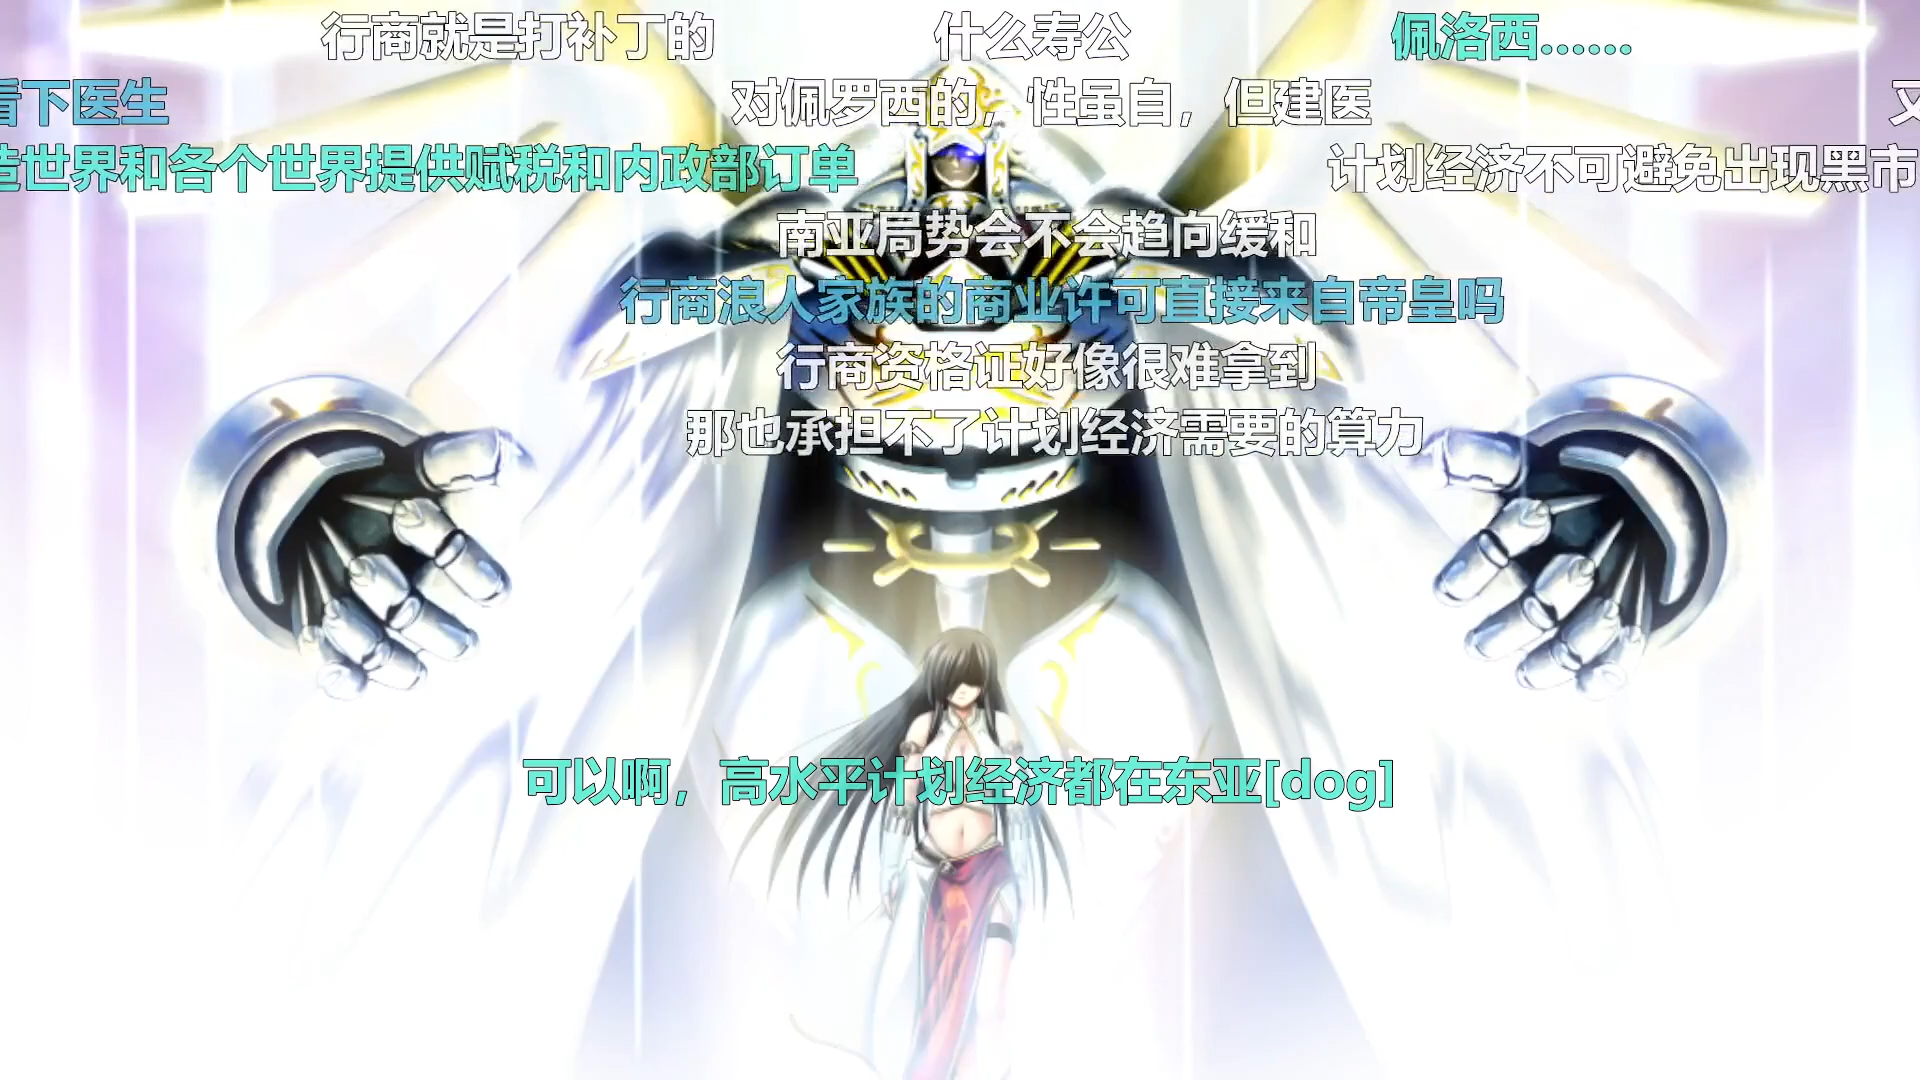 行商就是打补丁的
什么寿公
佩洛西......
看下医生
对佩罗西的，性虽自，但建医
又
造世界和各个世界提供赋税和内政部订单
计划经济不可避免出现黑市
南亚局势会不会趋向缓和
行商浪人家族的商业许可直接来自帝皇吗
行商资格证好像很难拿到
那也承担不了计划经济需要的算力
可以啊，高水平计划经济都在东亚[dog]